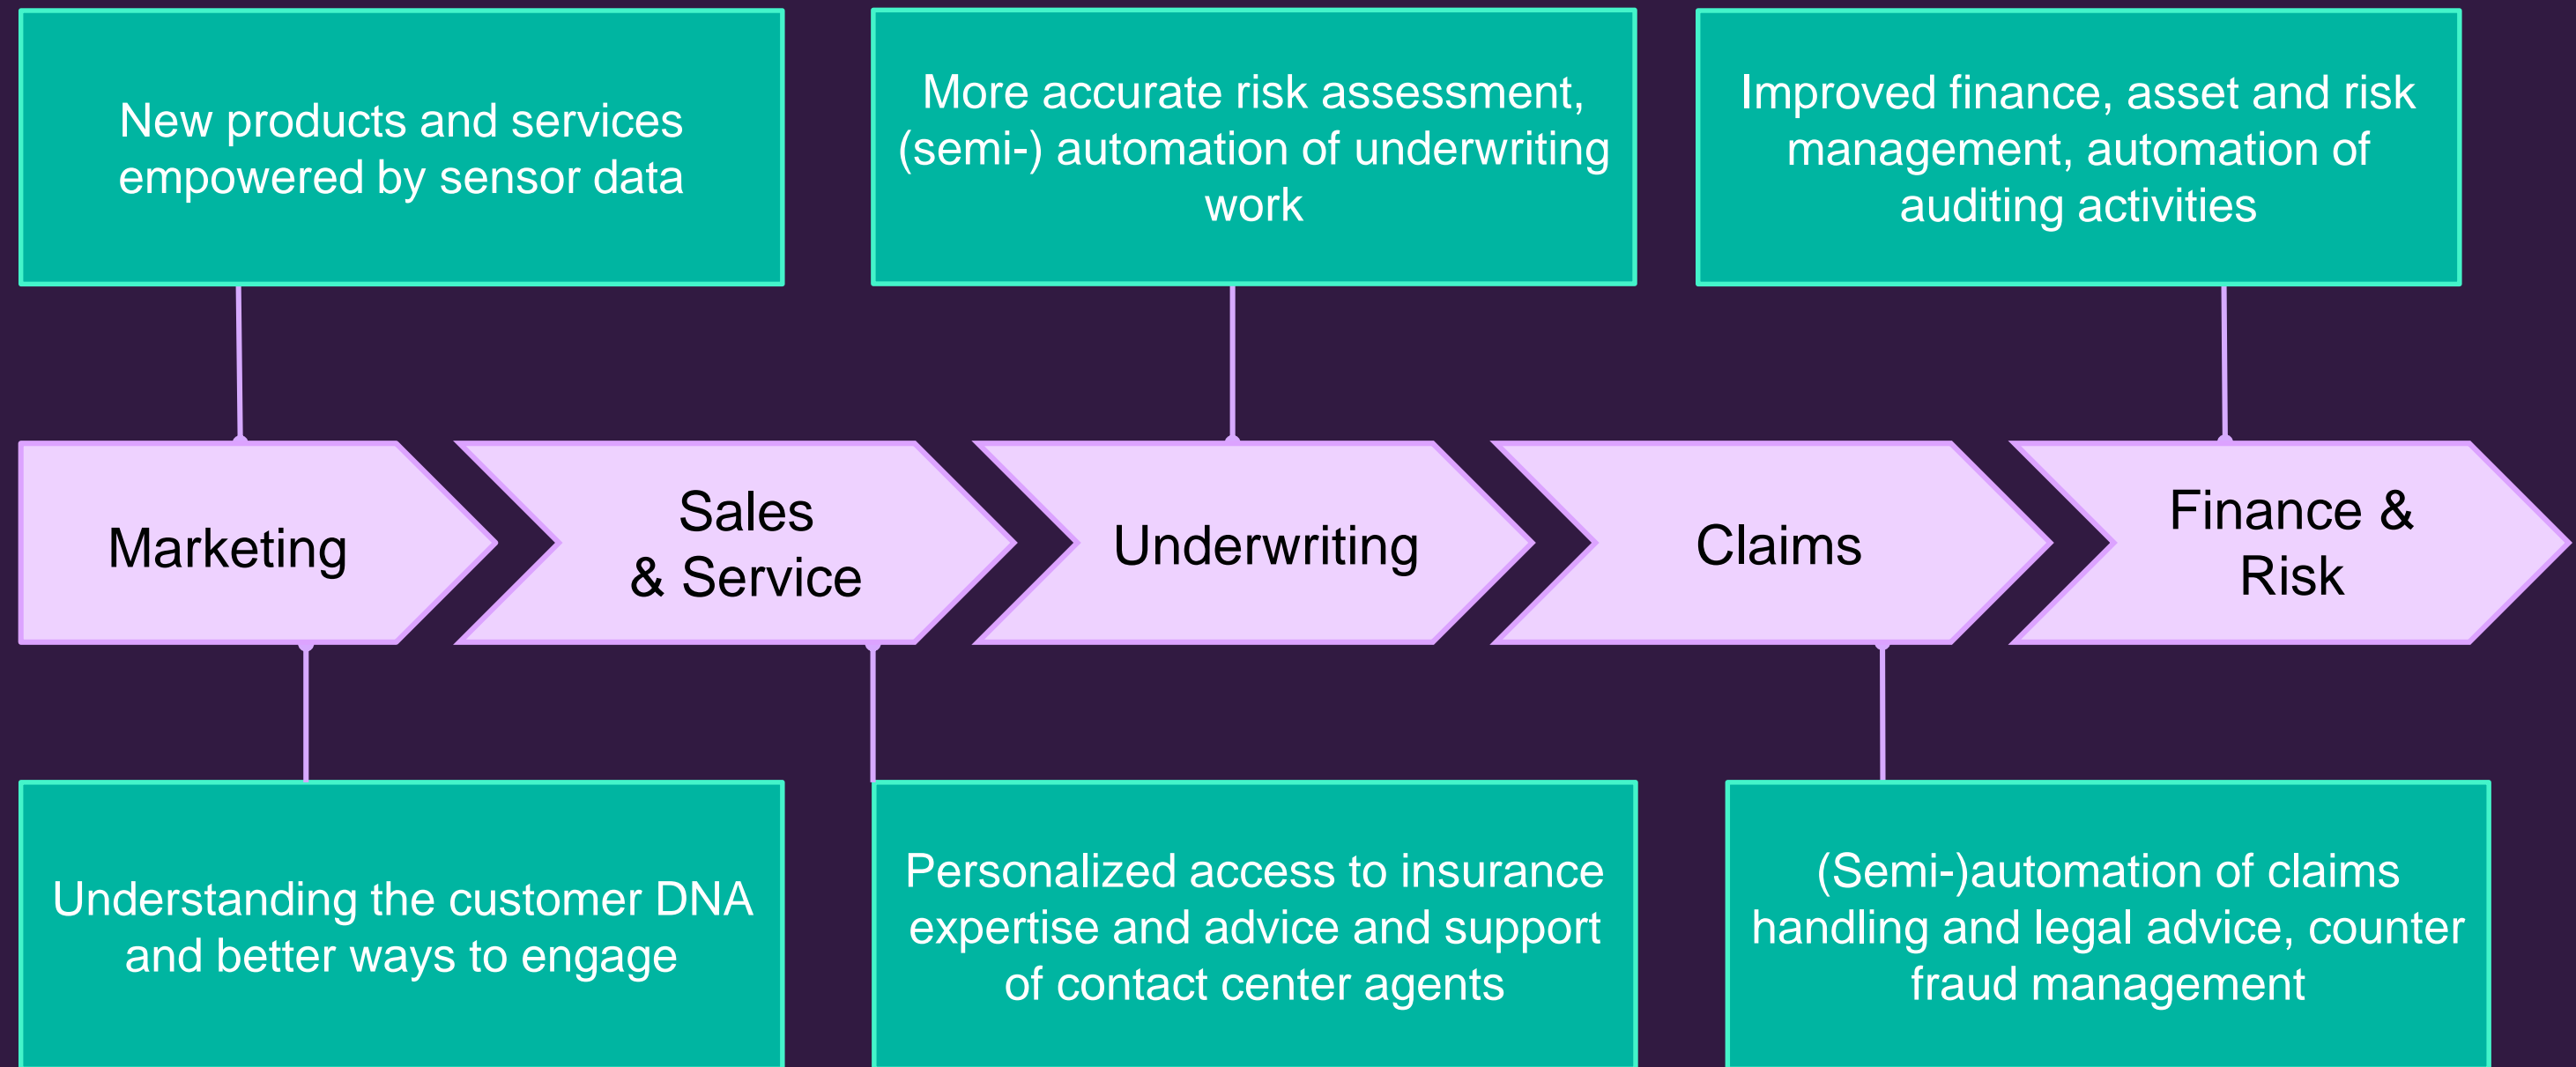 New products and services
empowered by sensor data
More accurate risk assessment,
(semi-) automation of underwriting
work
Improved finance, asset and risk
management, automation of
auditing activities
Marketing
Sales
& Service
Underwriting
Claims
Finance &
Risk
Understanding the customer DNA
and better ways to engage
Personalized access to insurance
expertise and advice and support
of contact center agents
(Semi-)automation of claims
handling and legal advice, counter
fraud management